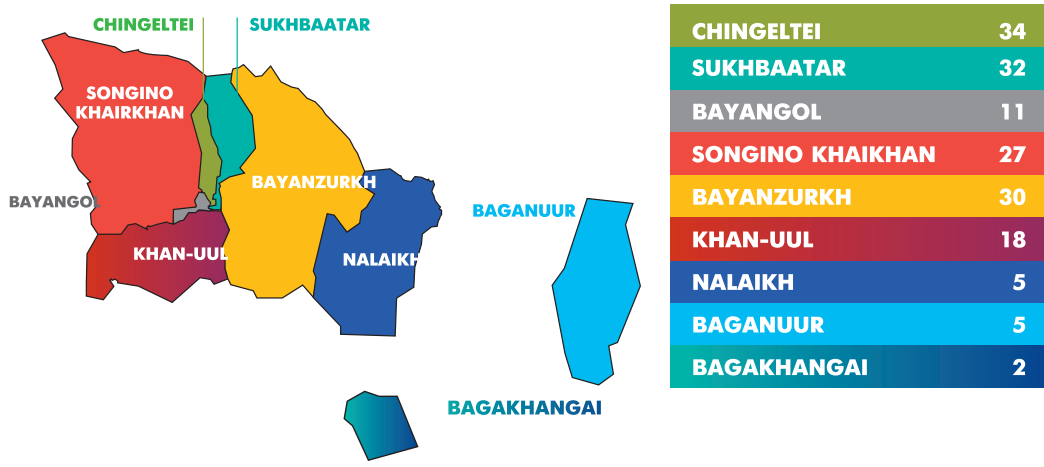 CHINGELTEI
SUKHBAATAR
SONGINO
KHAIRKHAN
BAYANGOL
BAYANZURKH
KHAN-UUL
NALAIKH
BAGANUUR
BAGAKHANGAI
CHINGELTEI 34
SUKHBAATAR 32
BAYANGOL 11
SONGINO KHAIKHAN 27
BAYANZURKH 30
KHAN-UUL 18
NALAIKH 5
BAGANUUR 5
BAGAKHANGAI 2